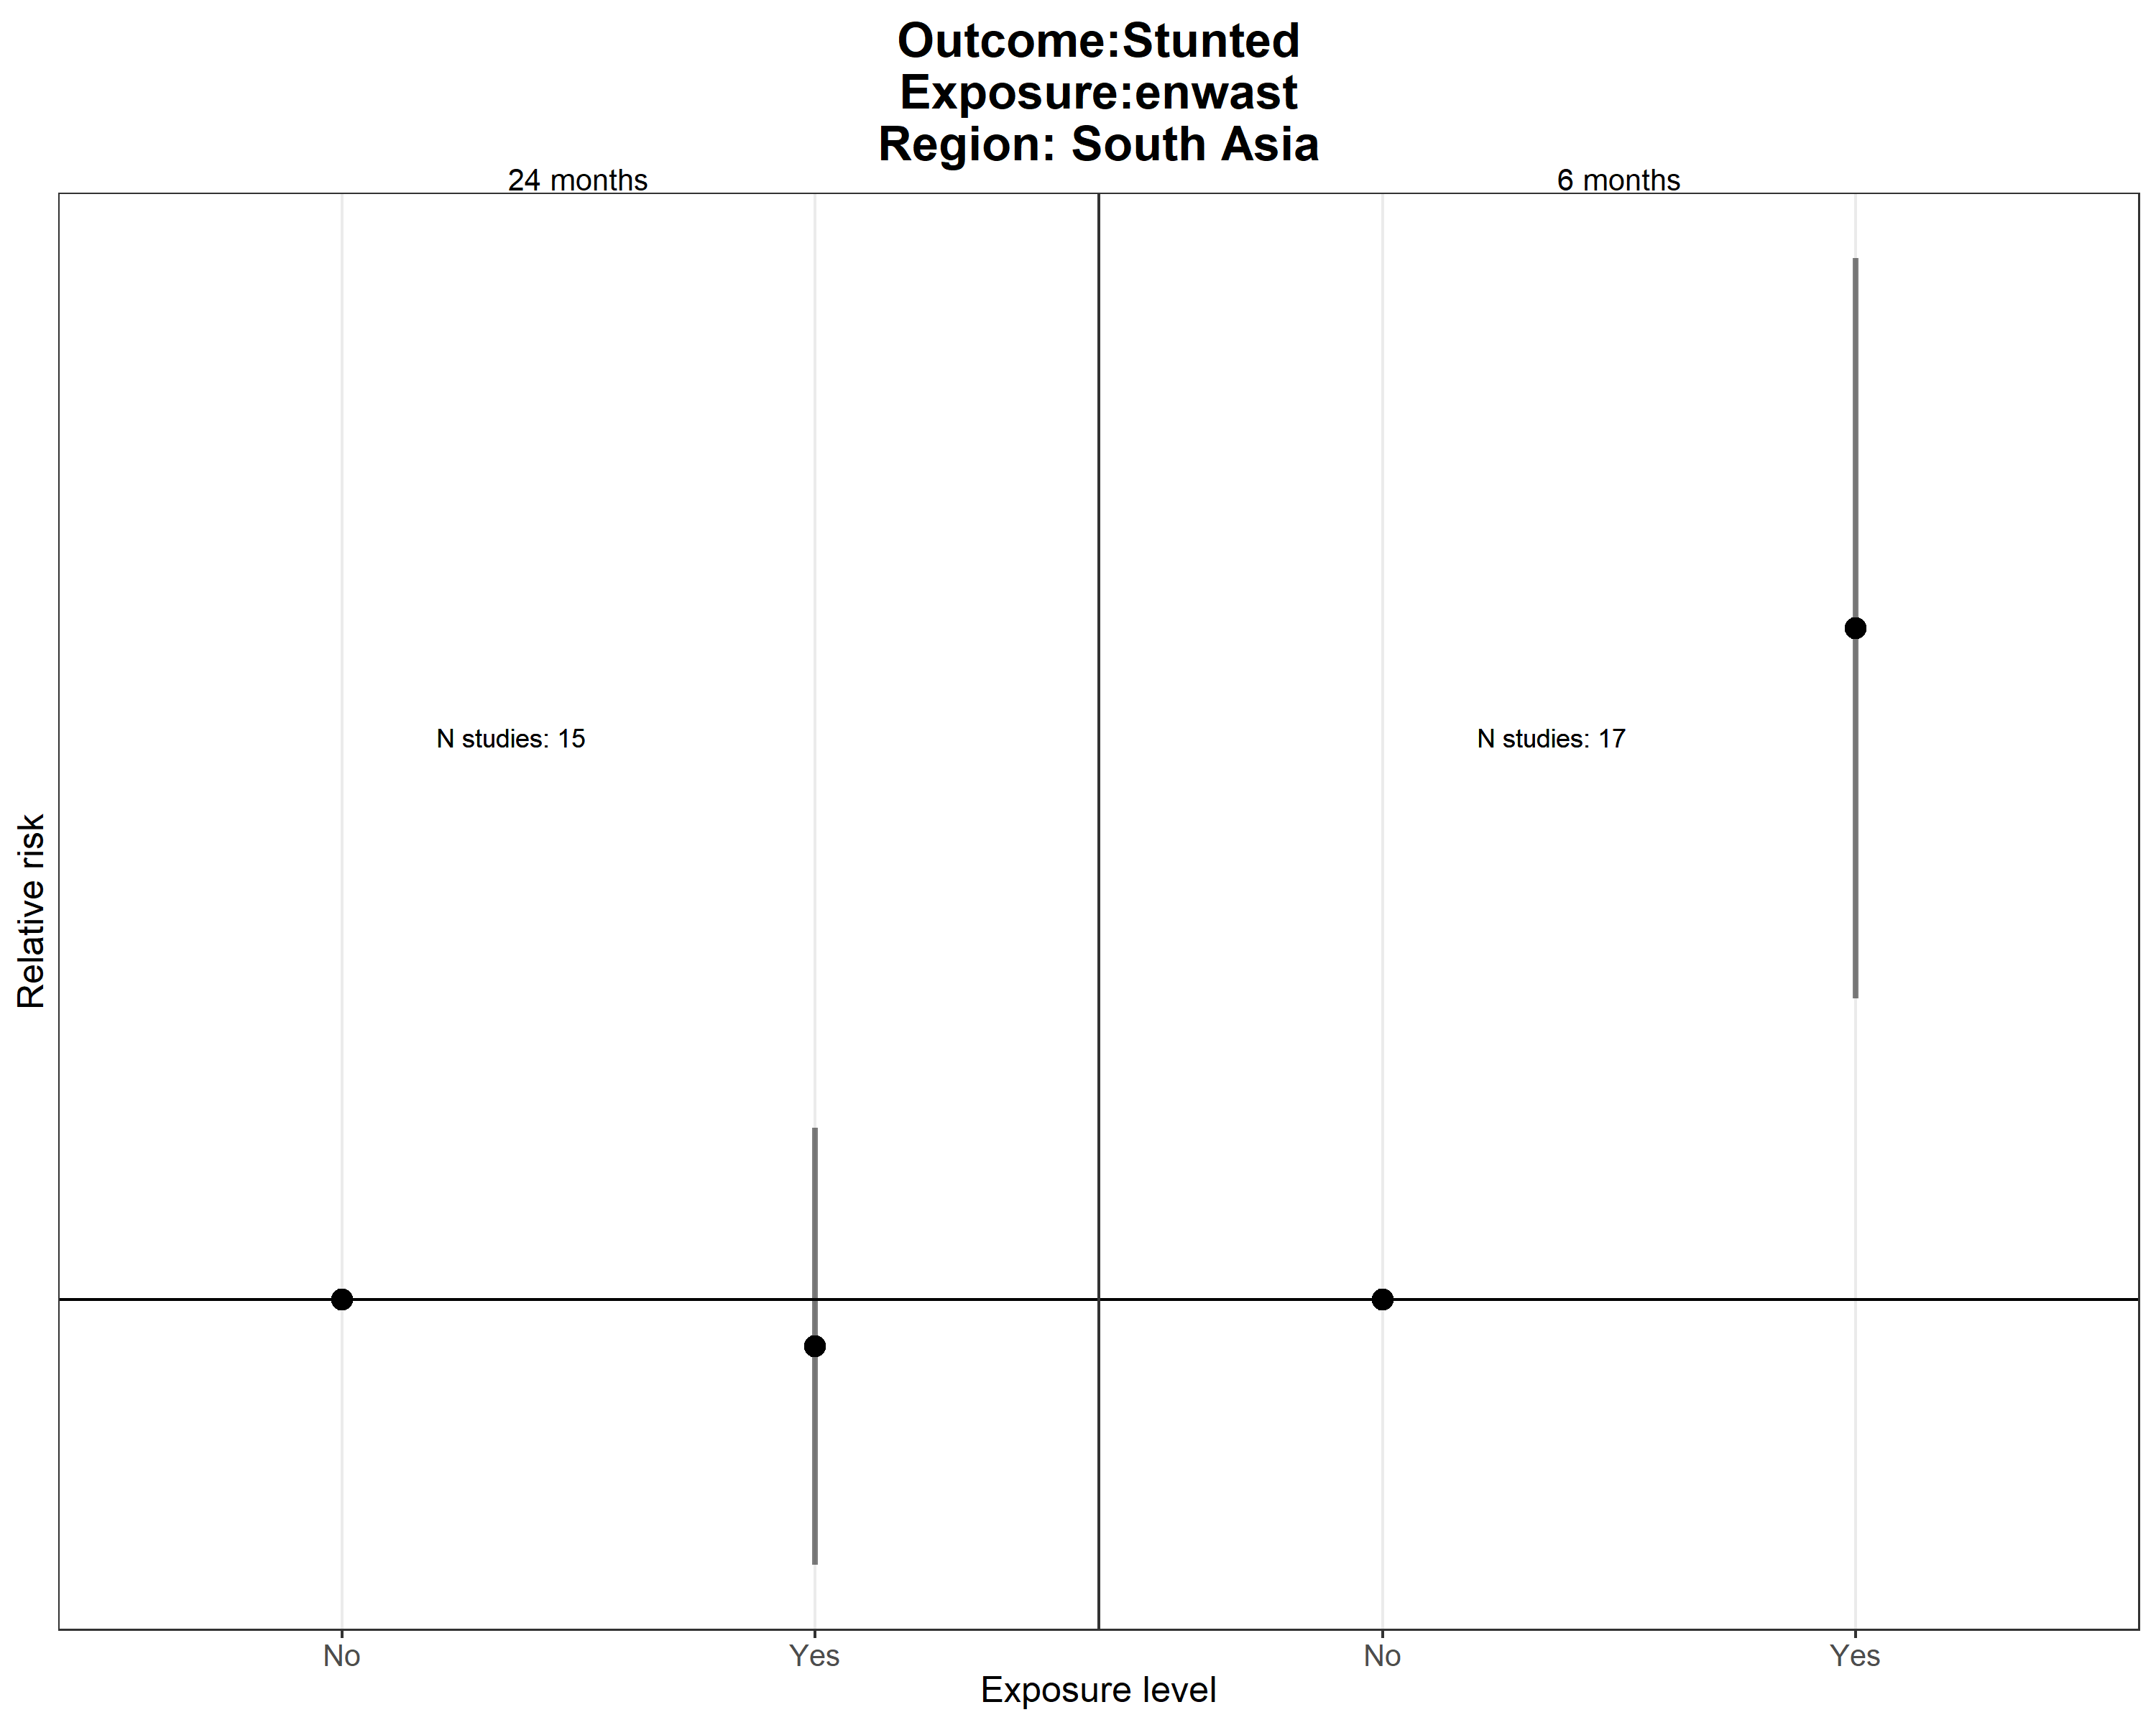 Outcome:Stunted
Exposure:enwast
Region: South Asia
24 months
6 months
N studies: 15
N studies: 17
Relative risk
No
Yes
No
Yes
Exposure level